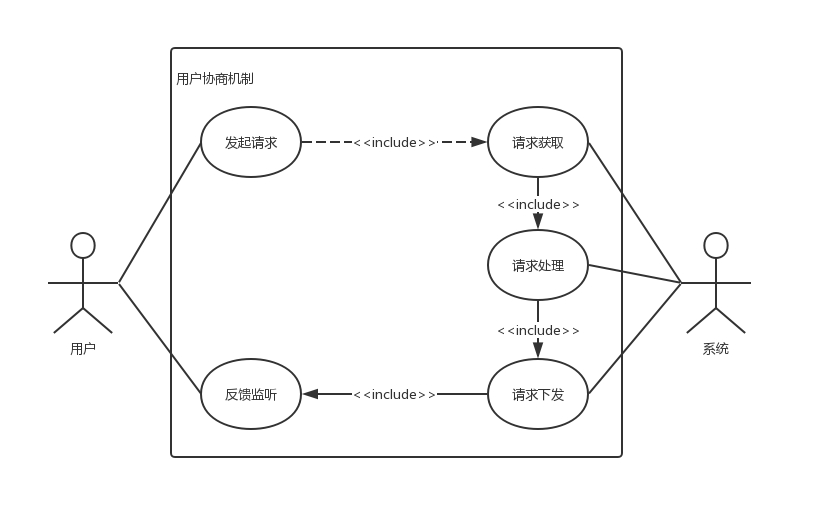 用户协商机制
发起请求
<<include>>
请求获取
<<include>>
请求处理
<<include>>
用户
系统
反馈监听
<<include>>
请求下发